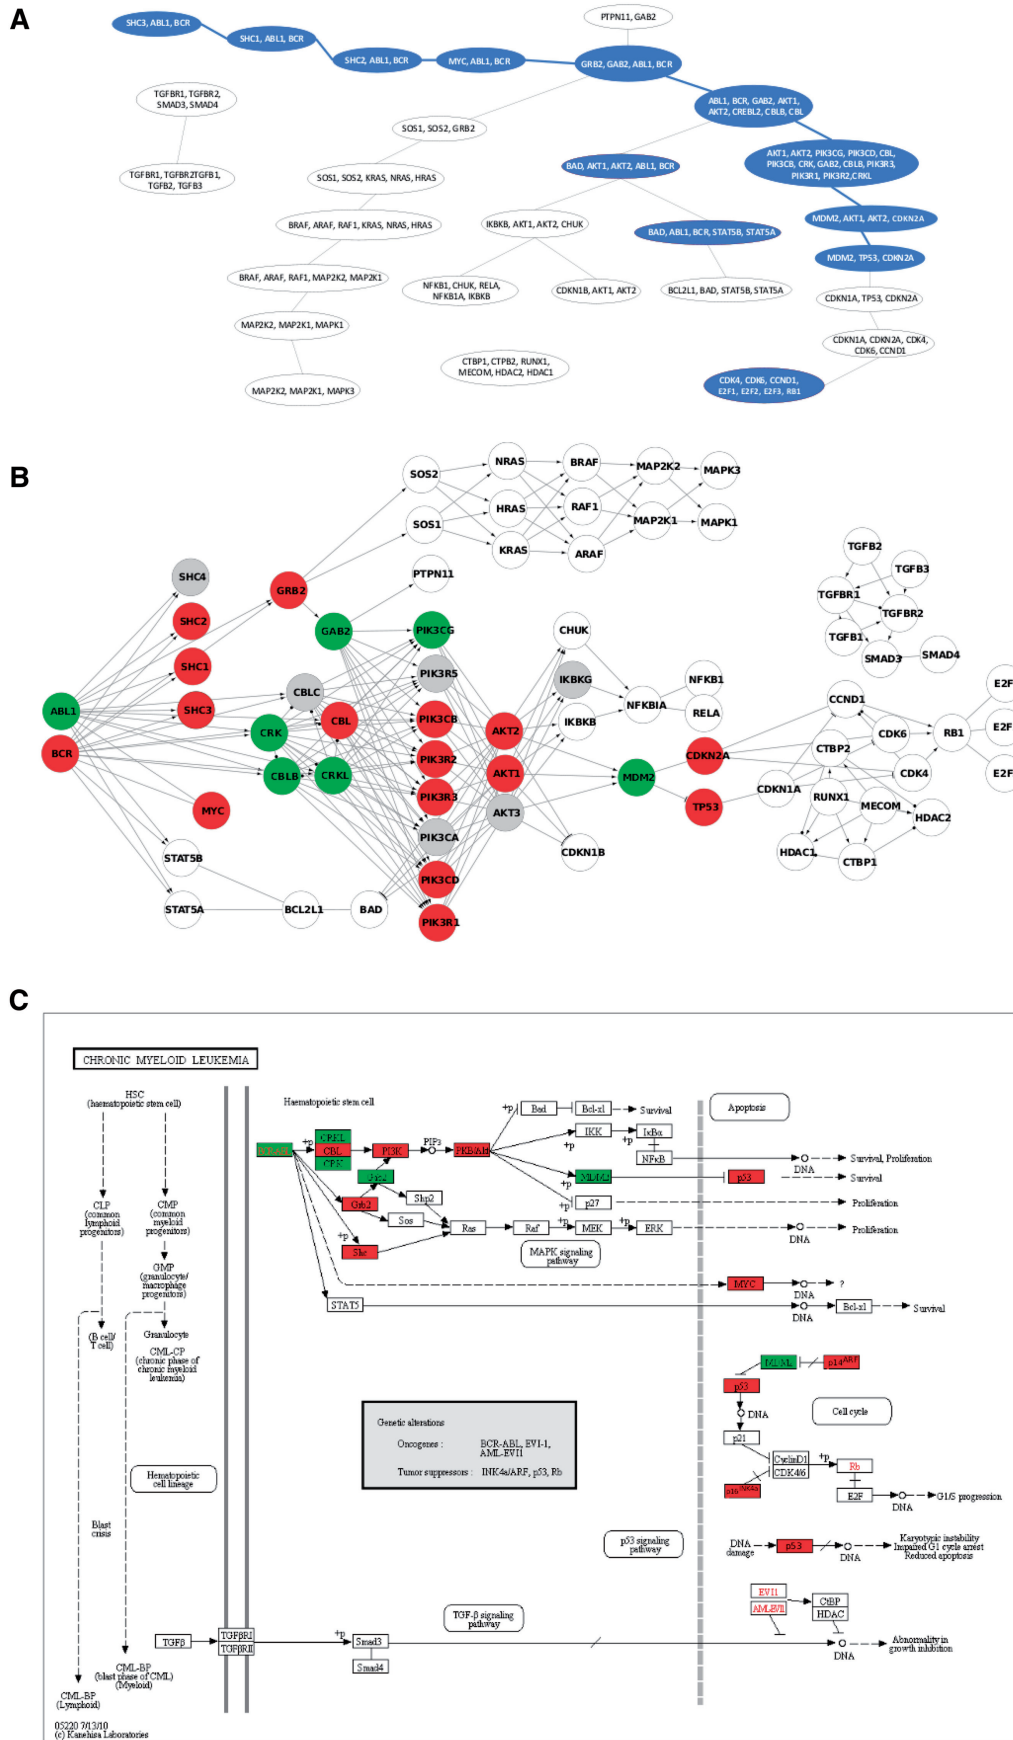 A
SHC3, ABL1, BCR
SHC1, ABL1, BCR
SHC2, ABL1, BCR
MYC, ABL1, BCR
PTPN11, GAB2
GRB2, GAB2, ABL1, BCR
TGFBR1, TGFBR2,
SMAD3, SMAD4
ABL1, BCR, GAB2, AKT1,
AKT2, CREBL2, CBLB, CBL
SOS1, SOS2, GRB2
AKT1, AKT2, PIK3CG, PIK3CD, CBL,
PIK3CB, CRK, GAB2, CBLB, PIK3R3,
PIK3R1, PIK3R2,CRKL
BAD, AKT1, AKT2, ABL1, BCR
TGFBR1, TGFBR2TGFB1,
TGFB2, TGFB3
SOS1, SOS2, KRAS, NRAS, HRAS
BRAF, ARAF, RAF1, KRAS, NRAS, HRAS
IKBKB, AKT1, AKT2, CHUK
BAD, ABL1, BCR, STAT5B, STAT5A
MDM2, AKT1, AKT2, CDKN2A
MDM2, TP53, CDKN2A
BRAF, ARAF, RAF1, MAP2K2, MAP2K1
NFKB1, CHUK, RELA,
NFKB1A, IKBKB
CDKN1B, AKT1, AKT2
BCL2L1, BAD, STAT5B, STAT5A
CDKN1A, TP53, CDKN2A
MAP2K2, MAP2K1, MAPK1
CDKN1A, CDKN2A, CDK4,
CDK6, CCND1
CTBP1, CTPB2, RUNX1,
MECOM, HDAC2, HDAC1
MAP2K2, MAP2K1, MAPK3
CDK4, CDK6, CCND1,
E2F1, E2F2, E2F3, RB1
B
SOS2
NRAS
BRAF
MAP2K2
MAPK3
SOS1
HRAS
RAF1
MAP2K1
MAPK1
KRAS
ARAF
SHC4
GRB2
PTPN11
TGFB2
TGFB3
TGFBR1
TGFBR2
TGFB1
SMAD3
SMAD4
SHC2
GAB2
PIK3CG
CHUK
SHC1
CBLC
PIK3R5
IKBKG
NFKB1
ABL1
SHC3
CBL
PIK3CB
AKT2
IKBKB
NFKBIA
RELA
CCND1
E2F
BCR
CRK
PIK3R2
CDKN2A
CTBP2
CDK6
RB1
E2F
CBLB
CRKL
AKT1
MDM2
CDK4
E2F
MYC
PIK3R3
AKT3
TP53
CDKN1A
RUNX1
MECOM
HDAC2
PIK3CA
STAT5B
CDKN1B
HDAC1
CTBP1
PIK3CD
STAT5A
BCL2L1
BAD
PIK3R1
C
CHRONIC MYELOID LEUKEMIA
HSC
(haematopoietic stem cell)
Haematopoietic stem cell
Apoptosis
+p
Bad
Bcl-xl
Survival
CRKL
CBL
CRK
+p
PI3K
PIP3
PKB/Akt
IKK
+p
+p
IκBα
NFκB
DNA
Survival, Proliferation
+p
p53
Survival
Grb2
Shp2
+p
p27
Proliferation
Sos
Ras
Raf
+p
MEK
+p
ERK
DNA
Proliferation
+p
Shc
MAPK signaling
pathway
CLP
(common
lymphoid
progenitors)
CMP
(common
myeloid
progenitors)
GMP
(granulocyte/
macrophage
progenitors)
MYC
DNA
?
STAT5
DNA
Bcl-xl
Survival
(B cell/
T cell)
Granulocyte
CML-CP
(chronic phase of
chronic myeloid
leukemia)
p14ARF
p53
DNA
Cell cycle
p21
Genetic alterations
Oncogenes : BCR-ABL, EVI-1,
AML-EVI1
Tumor suppressors : INK4a/ARF, p53, Rb
CyclinD1
CDK4/6
+p
Rb
p16INK4a
E2F
DNA
G1/S progression
Hematopoietic
cell lineage
Blast
crisis
p53 signaling
pathway
DNA
damage
p53
DNA
Karyotypic instability
Impaired G1 cycle arrest
Reduced apoptosis
EVI1
AML-EVI1
CtBP
HDAC
TGF-β signaling
pathway
TGFβ
TGFβRI
TGFβRII
+p
Smad3
Smad4
DNA
Abnormality in
growth inhibition
CML-BP
(blast phase of CML)
(Myeloid)
CML-BP
(Lymphoid)
05220 7/13/10
(c) Kanehisa Laboratories